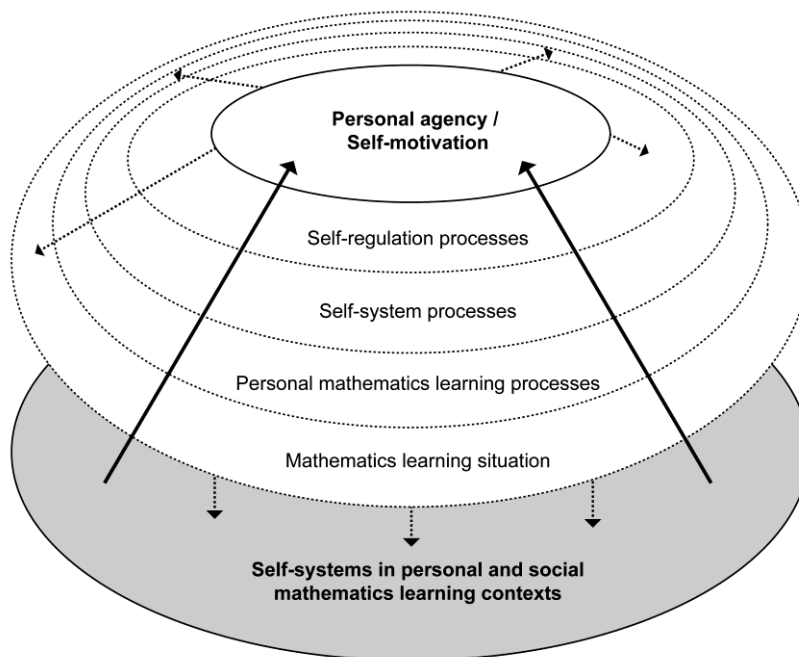 Personal agency /
Self-motivation
Self-regulation processes
Self-system processes
Personal mathematics learning processes
Mathematics learning situation
Self-systems in personal and social
mathematics learning contexts